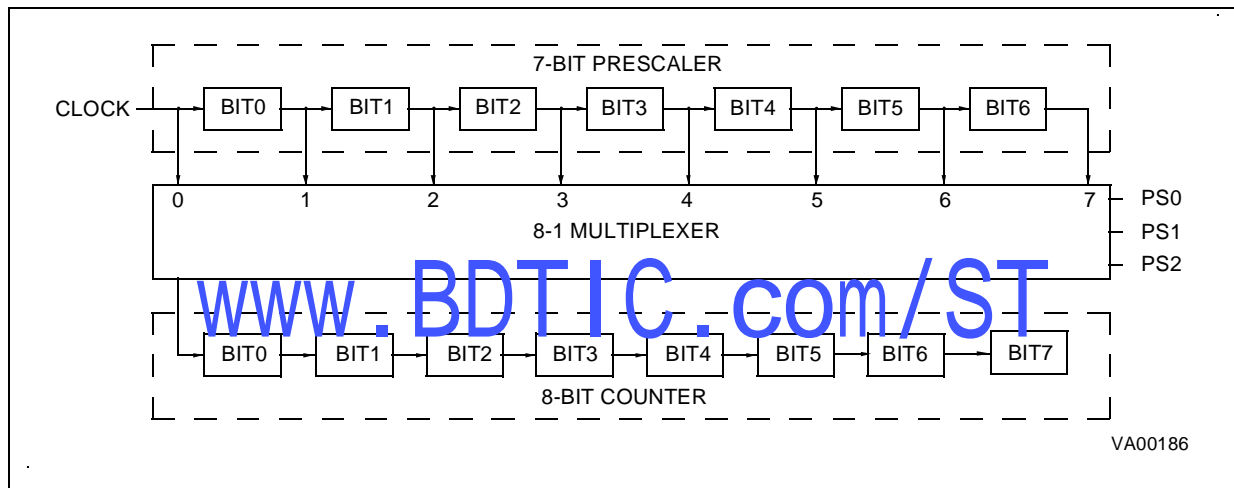 7-BIT PRESCALER
CLOCK BIT0 BIT1 BIT2 BIT3 BIT4 BIT5 BIT6
0 1 2 3 4 5 6 7 PS0
8-1 MULTIPLEXER PS1
PS2
www.BDTIC.com/ST
BIT0 BIT1 BIT2 BIT3 BIT4 BIT5 BIT6 BIT7
8-BIT COUNTER
VA00186